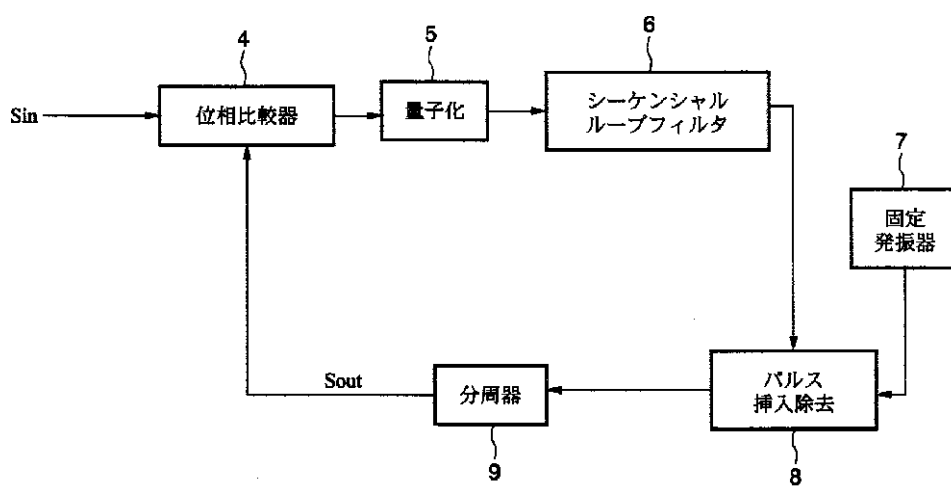 4
5
6
Sin
位相比較器
量子化
シーケンシャル
ループフィルタ
7
固定
発振器
Sout
分周器
パルス
挿入除去
9
8